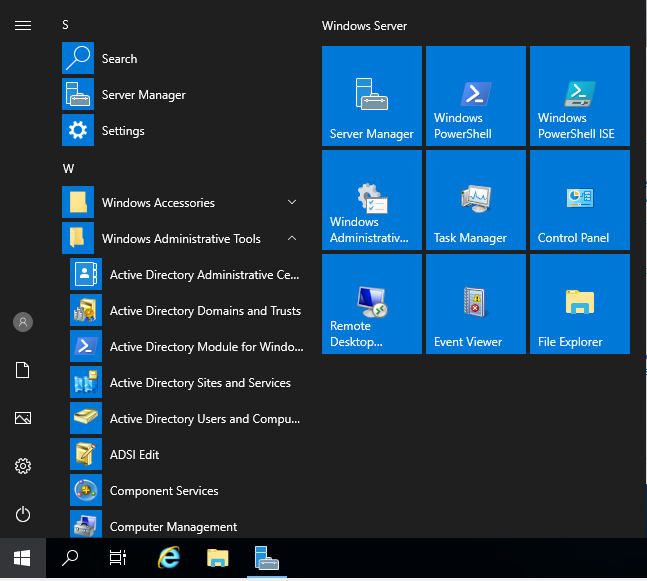 S
Search
Server Manager
Settings
W
Windows Accessories
Windows Administrative Tools
Active Directory Administrative Ce...
Active Directory Domains and Trusts
Active Directory Module for Windo...
Active Directory Sites and Services
Active Directory Users and Compu...
ADSI Edit
Component Services
Computer Management
Windows Server
Server Manager
Windows
PowerShell
Windows
PowerShell ISE
Windows
Administrativ...
Task Manager
Control Panel
Remote
Desktop...
Event Viewer
File Explorer